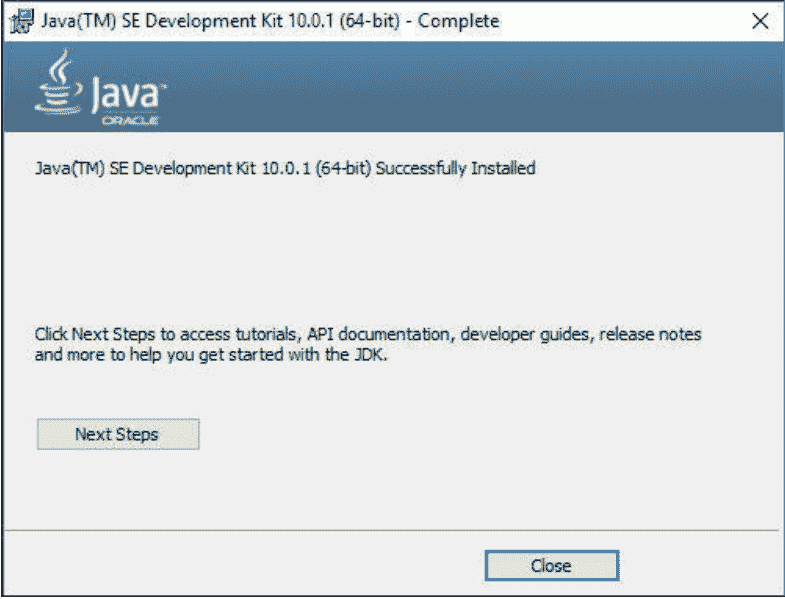 Java(TM) SE Development Kit 10.0.1 (64-bit) - Complete
Java™
ORACLE
Java(TM) SE Development Kit 10.0.1 (64-bit) Successfully Installed
Click Next Steps to access tutorials, API documentation, developer guides, release notes
and more to help you get started with the JDK.
Next Steps
Close